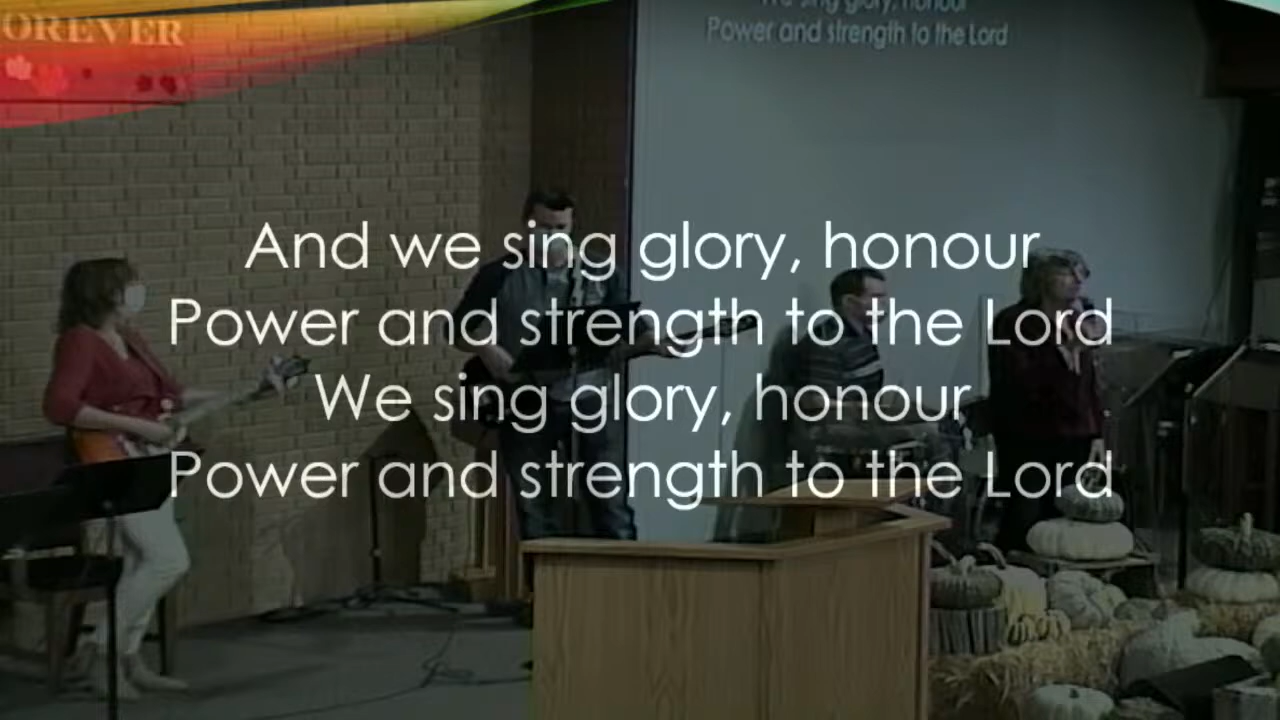 OREVER
We sing glory, honour
Power and strength to the Lord
And we sing glory, honour
Power and strength to the Lord
We sing glory, honour
Power and strength to the Lord